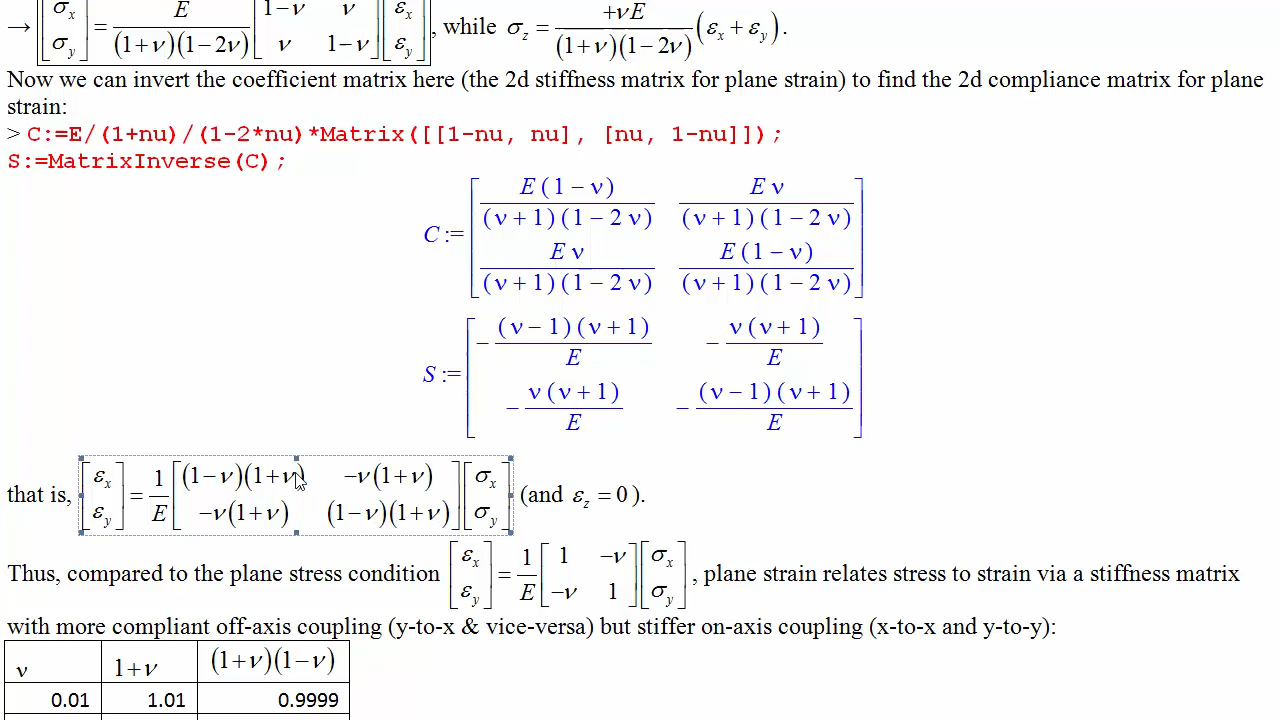 → [σx σy] = E/((1+ν)(1−2ν)) [1−ν ν; ν 1−ν] [εx εy], while σz = +νE/((1+ν)(1−2ν)) (εx + εy).
Now we can invert the coefficient matrix here (the 2d stiffness matrix for plane strain) to find the 2d compliance matrix for plane
strain:
> C:=E/(1+nu)/(1-2*nu)*Matrix([[1-nu, nu], [nu, 1-nu]]);
S:=MatrixInverse(C);
C := [E(1−ν)/((ν+1)(1−2ν)) Eν/((ν+1)(1−2ν)); Eν/((ν+1)(1−2ν)) E(1−ν)/((ν+1)(1−2ν))]
S := [−(ν−1)(ν+1)/E −ν(ν+1)/E; −ν(ν+1)/E −(ν−1)(ν+1)/E]
that is, [εx εy] = 1/E [(1−ν)(1+ν) −ν(1+ν); −ν(1+ν) (1−ν)(1+ν)] [σx σy] (and εz = 0).
Thus, compared to the plane stress condition [εx εy] = 1/E [1 −ν; −ν 1] [σx σy], plane strain relates stress to strain via a stiffness matrix
with more compliant off-axis coupling (y-to-x & vice-versa) but stiffer on-axis coupling (x-to-x and y-to-y):
ν 1+ν (1+ν)(1−ν)
0.01 1.01 0.9999